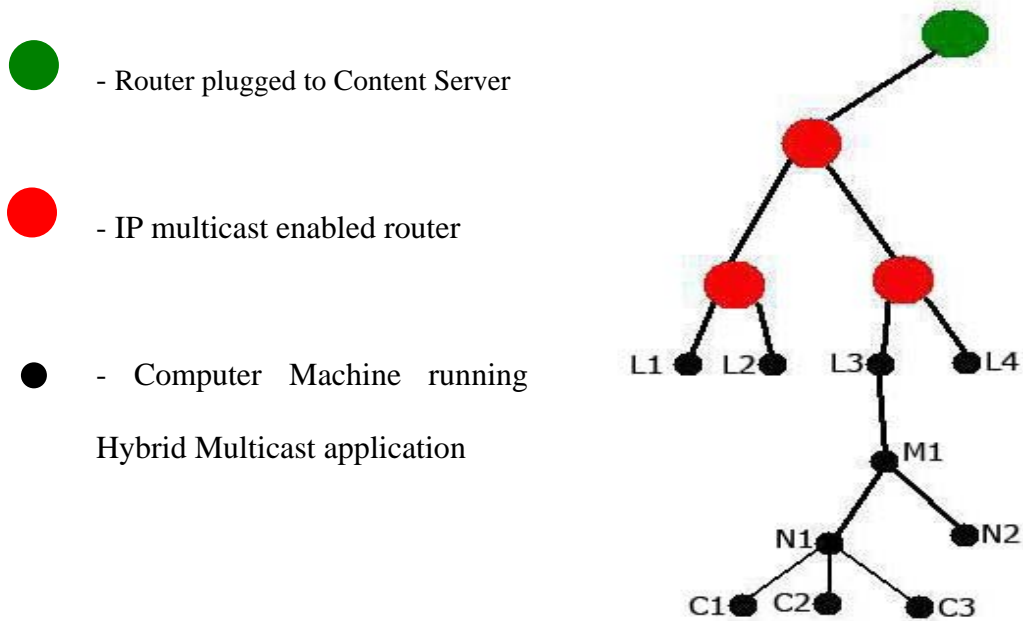 - Router plugged to Content Server
- IP multicast enabled router
- Computer Machine running
Hybrid Multicast application
L1 L2 L3 L4
M1
N1 N2
C1 C2 C3